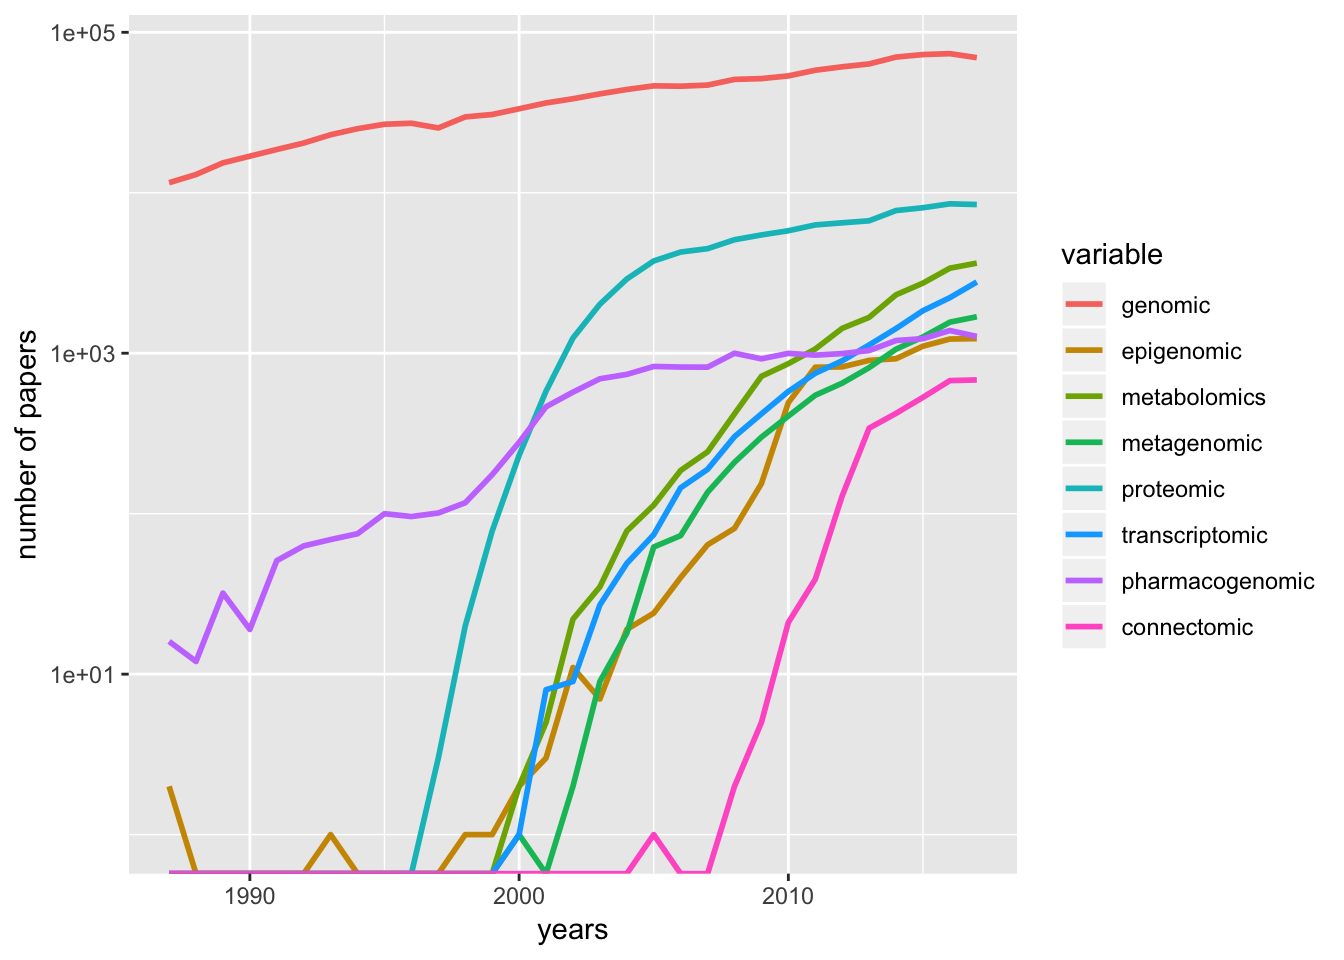 number of papers
1e+05
1e+03
1e+01
1990
2000
2010
years
variable
genomic
epigenomic
metabolomics
metagenomic
proteomic
transcriptomic
pharmacogenomic
connectomic